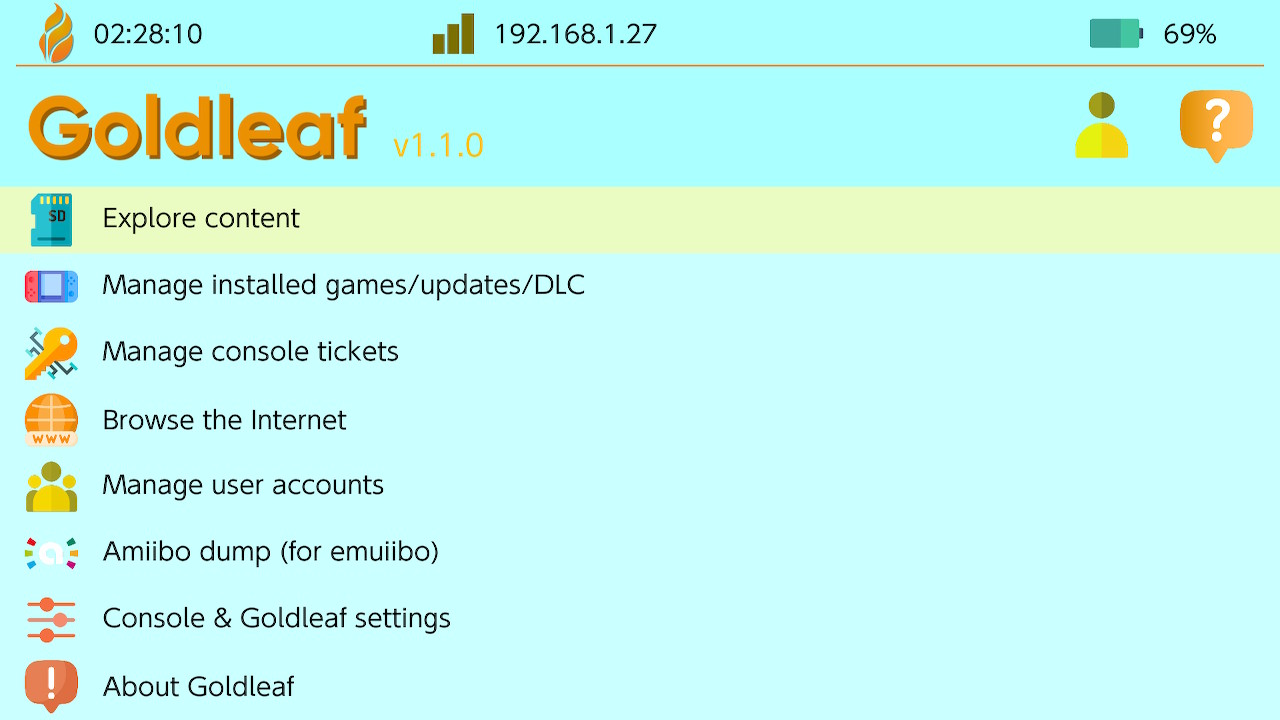 02:28:10 192.168.1.27 69%
Goldleaf v1.1.0 ?
SD Explore content
Manage installed games/updates/DLC
Manage console tickets
WWW Browse the Internet
Manage user accounts
a Amiibo dump (for emuiibo)
Console & Goldleaf settings
! About Goldleaf